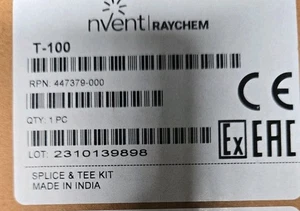 nVent | RAYCHEM
T-100
RPN: 447379-000
CE
QTY: 1 PC
Ex EAC
LOT: 2310139898
SPLICE & TEE KIT
MADE IN INDIA